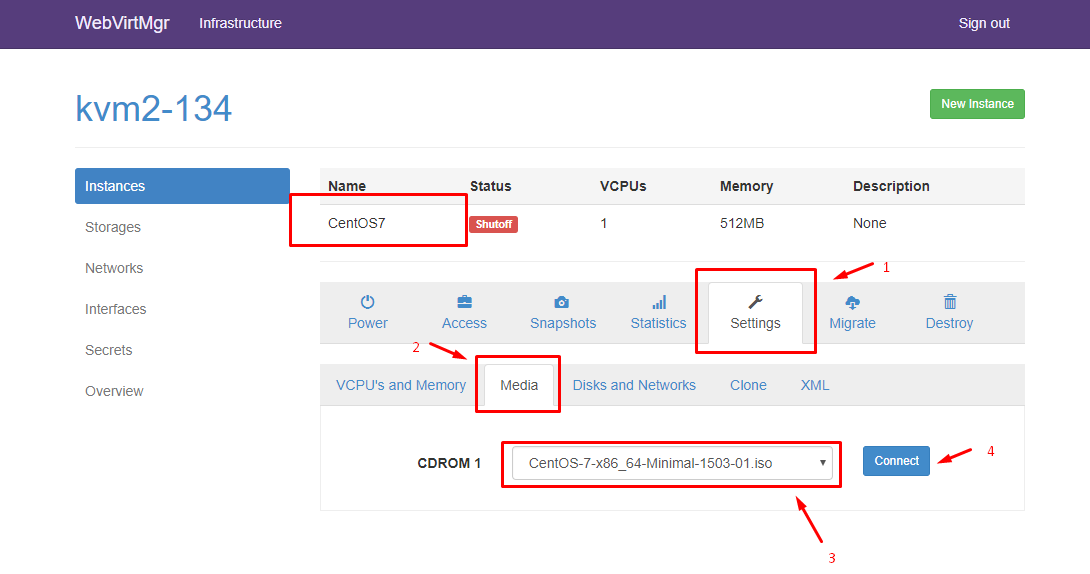 WebVirtMgr Infrastructure Sign out
kvm2-134 New Instance
Instances
Storages
Networks
Interfaces
Secrets
Overview
Name Status VCPUs Memory Description
CentOS7 Shutoff 1 512MB None
1
Power Access Snapshots Statistics Settings Migrate Destroy
2
VCPU's and Memory Media Disks and Networks Clone XML
CDROM 1 CentOS-7-x86_64-Minimal-1503-01.iso Connect
4
3